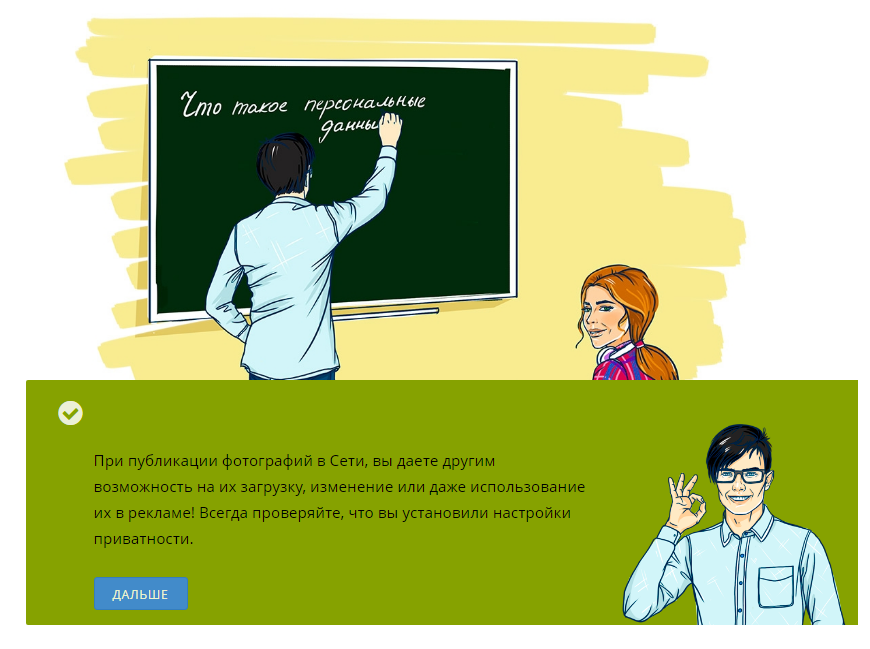 Что такое персональные
данны
При публикации фотографий в Сети, вы даете другим
возможность на их загрузку, изменение или даже использование
их в рекламе! Всегда проверяйте, что вы установили настройки
приватности.
ДАЛЬШЕ